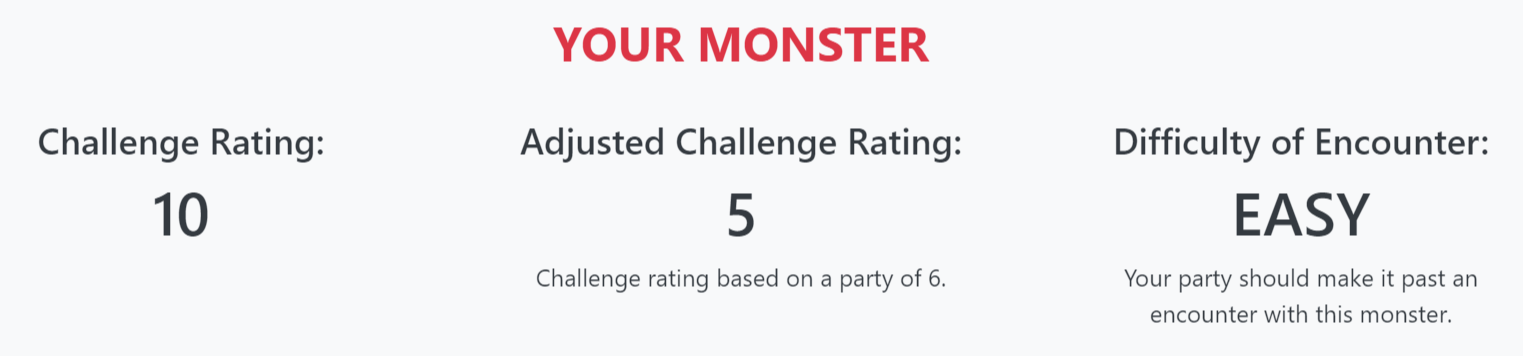 YOUR MONSTER
Challenge Rating:
10
Adjusted Challenge Rating:
5
Challenge rating based on a party of 6.
Difficulty of Encounter:
EASY
Your party should make it past an
encounter with this monster.